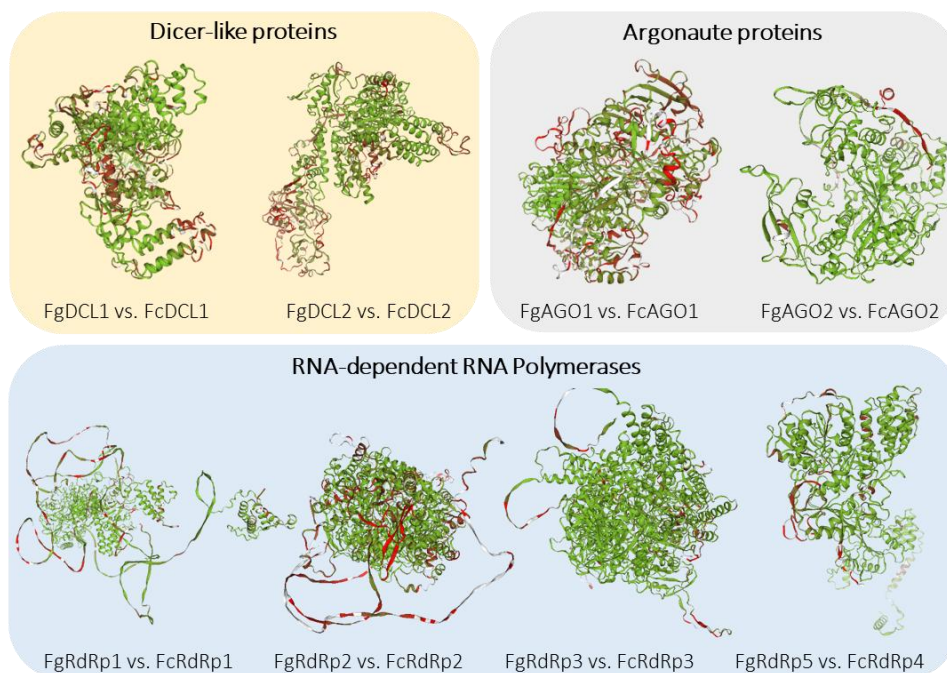 Dicer-like proteins
Argonaute proteins
FgDCL1 vs. FcDCL1
FgDCL2 vs. FcDCL2
FgAGO1 vs. FcAGO1
FgAGO2 vs. FcAGO2
RNA-dependent RNA Polymerases
FgRdRp1 vs. FcRdRp1
FgRdRp2 vs. FcRdRp2
FgRdRp3 vs. FcRdRp3
FgRdRp5 vs. FcRdRp4